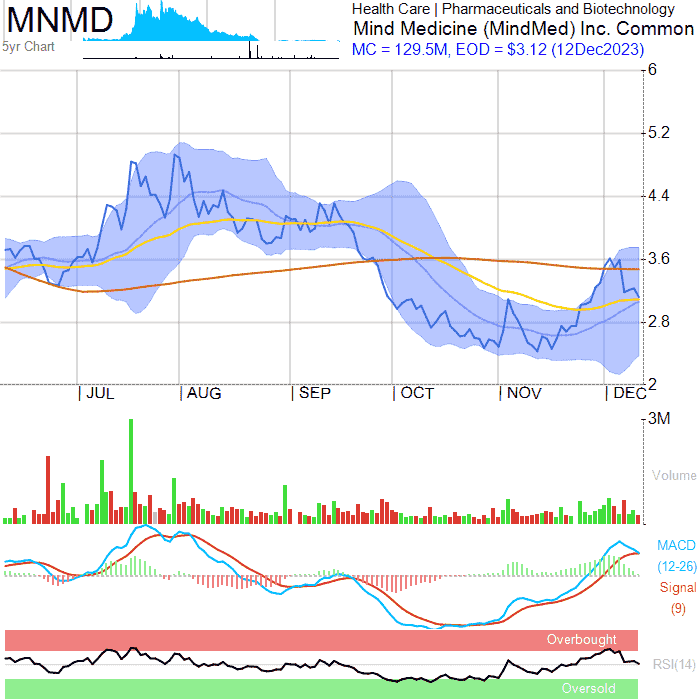 MNMD
5yr Chart
Health Care | Pharmaceuticals and Biotechnology
Mind Medicine (MindMed) Inc. Common
MC = 129.5M, EOD = $3.12 (12Dec2023)
6
5.2
4.4
3.6
2.8
2
JUL AUG SEP OCT NOV DEC
3M
Volume
MACD
(12-26)
Signal
(9)
Overbought
RSI(14)
Oversold